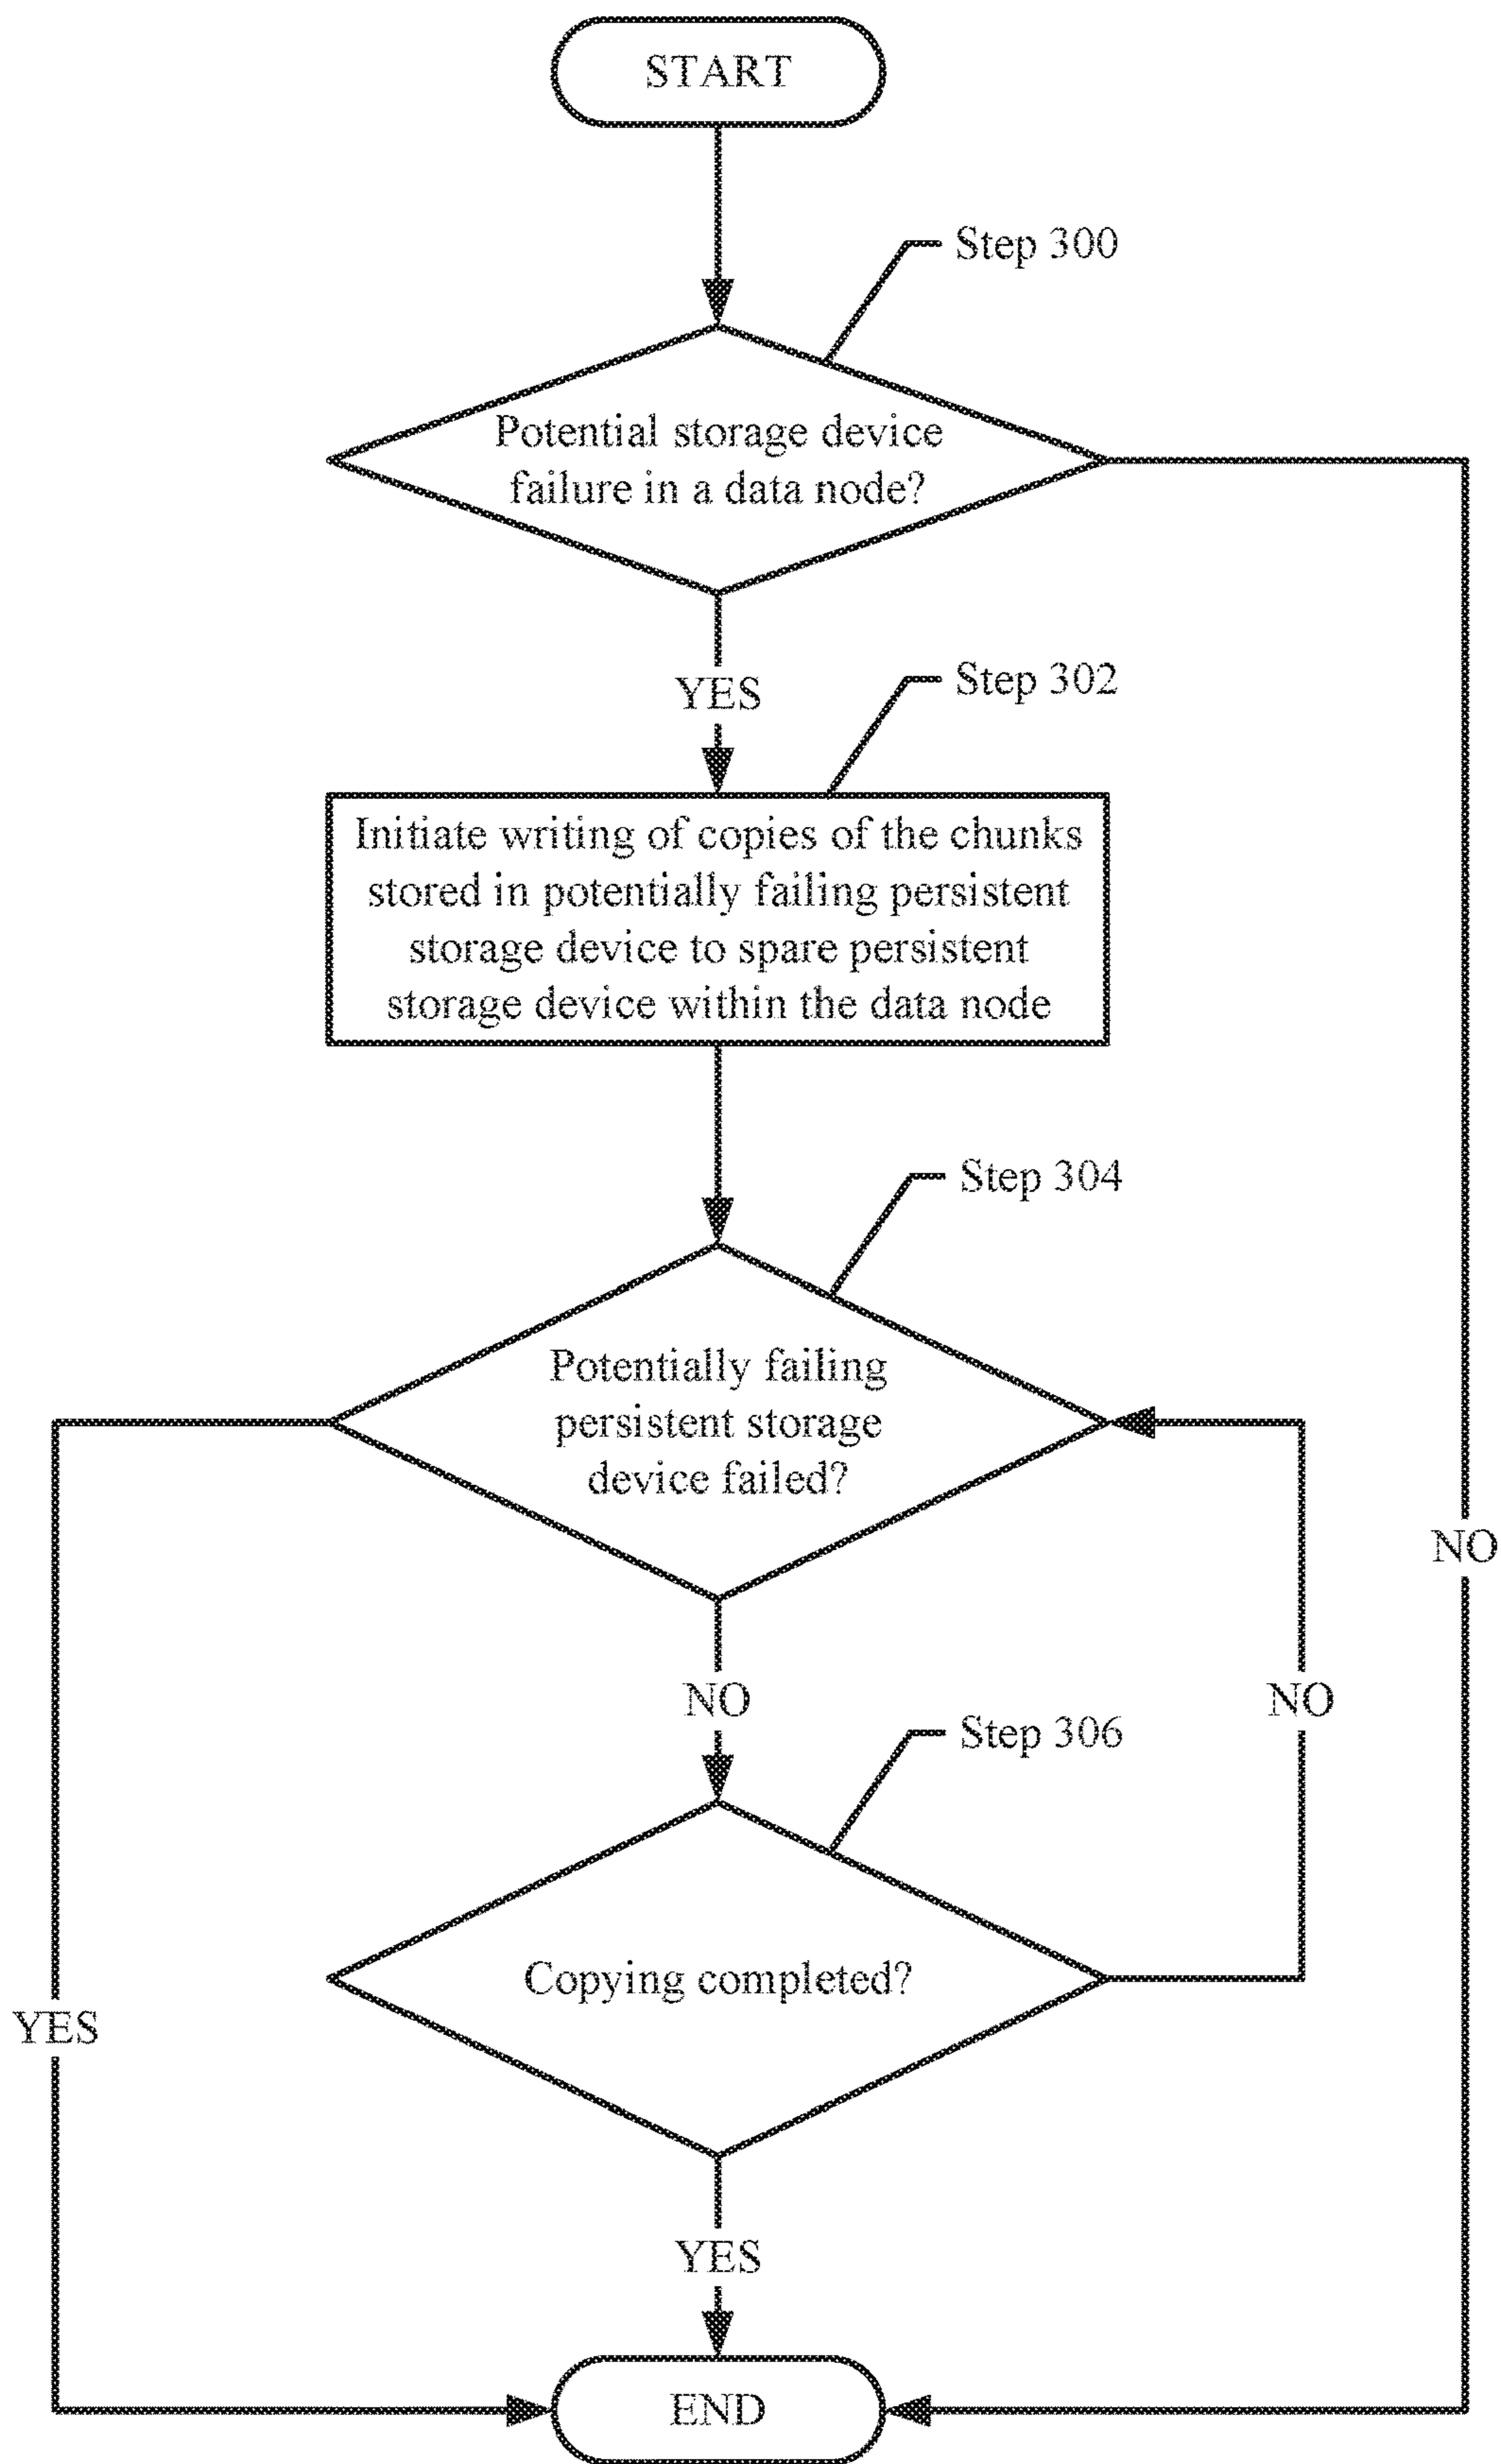 START
Step 300
Potential storage device
failure in a data node?
YES
Step 302
Initiate writing of copies of the chunks
stored in potentially failing persistent
storage device to spare persistent
storage device within the data node
Step 304
Potentially failing
persistent storage
device failed?
NO
NO
NO
Step 306
Copying completed?
YES
YES
END